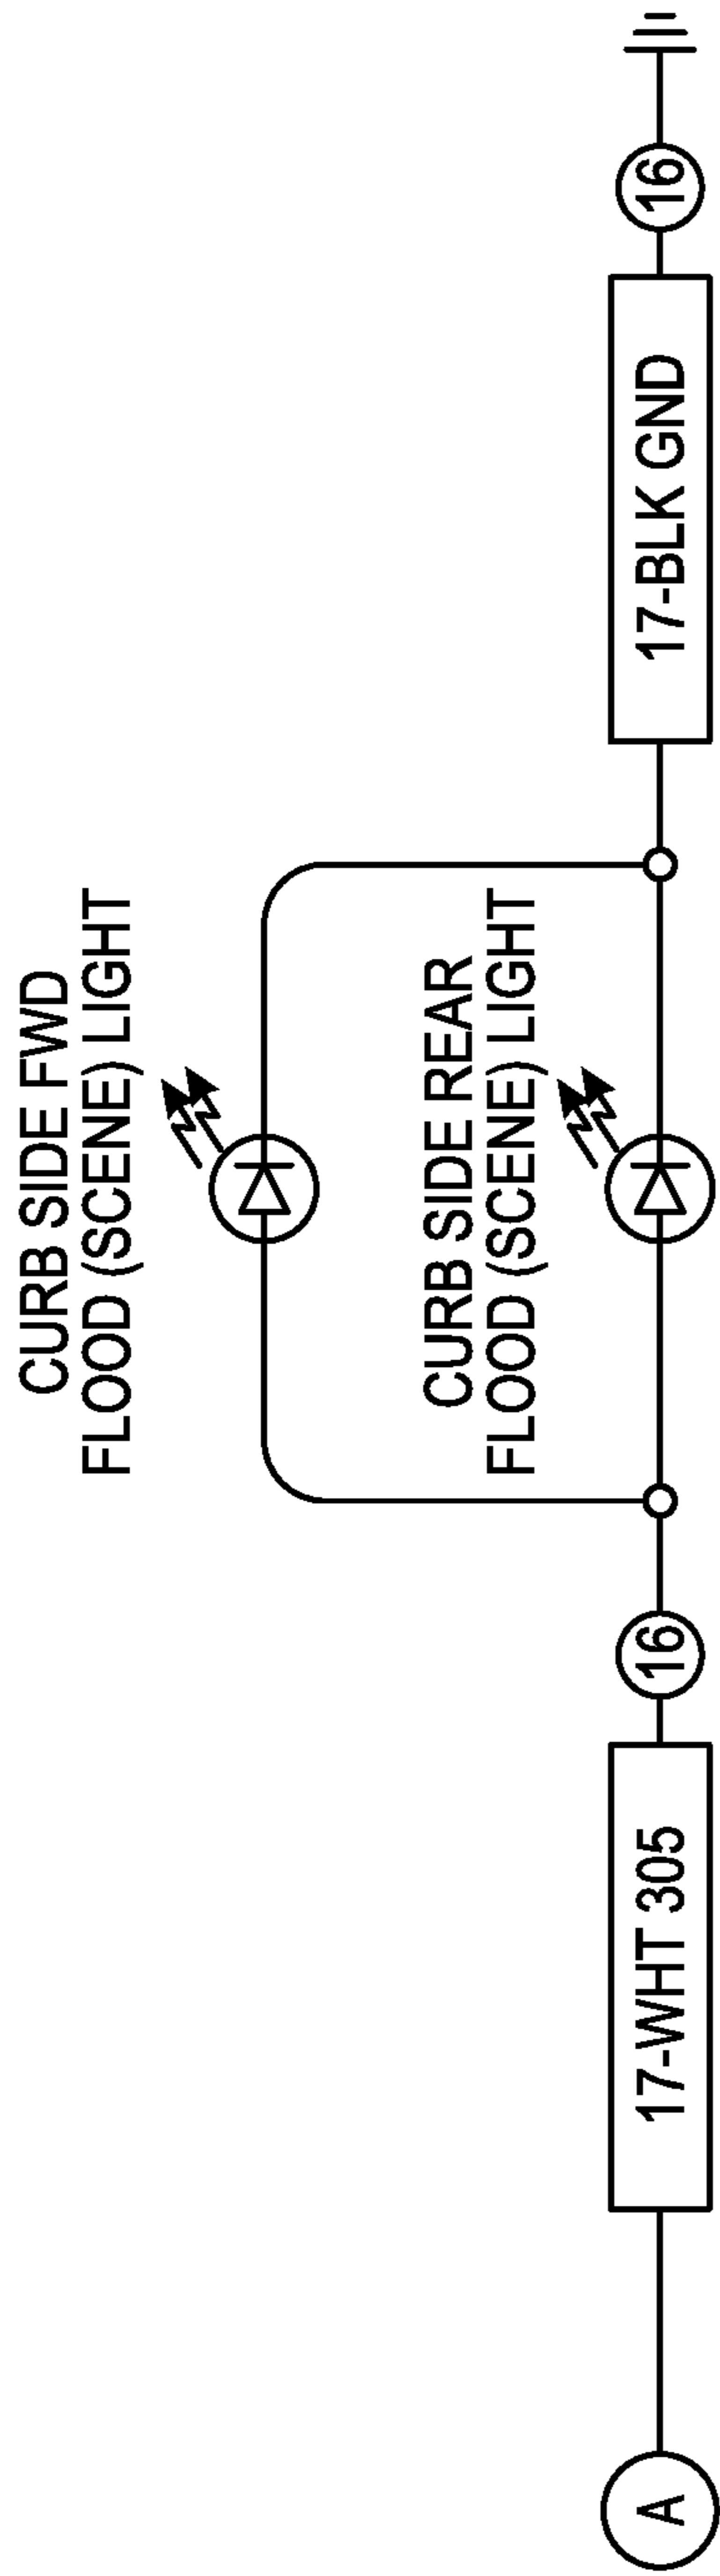 CURB SIDE FWD
FLOOD (SCENE) LIGHT
CURB SIDE REAR
FLOOD (SCENE) LIGHT
A
17-WHT 305
16
17-BLK GND
16